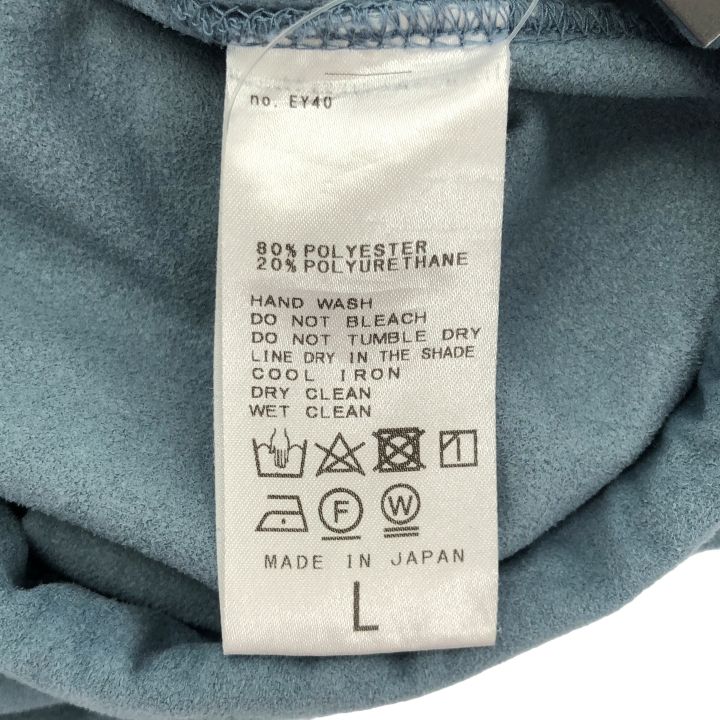 no. EY40
80% POLYESTER
20% POLYURETHANE
HAND WASH
DO NOT BLEACH
DO NOT TUMBLE DRY
LINE DRY IN THE SHADE
COOL IRON
DRY CLEAN
WET CLEAN
F W
MADE IN JAPAN
L